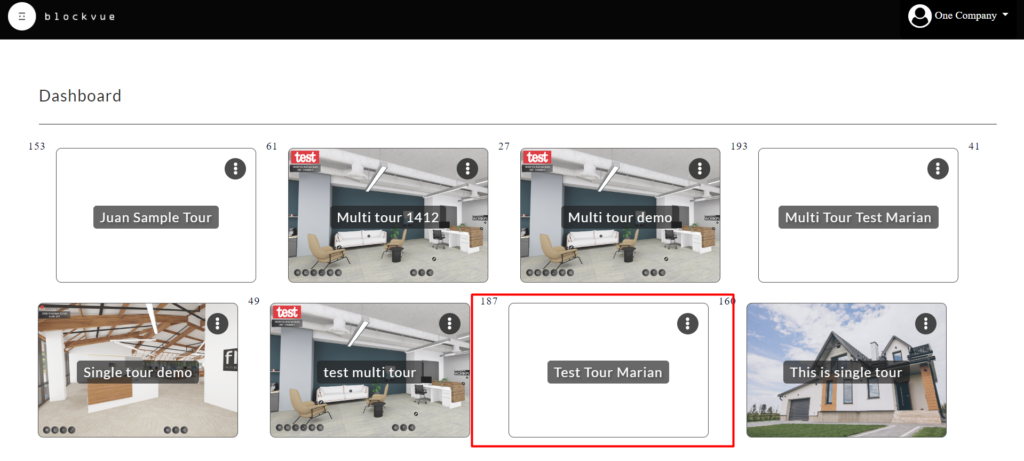 blockvue
One Company
Dashboard
153
61
27
193
41
test
test
Juan Sample Tour
Multi tour 1412
Multi tour demo
Multi Tour Test Marian
49
187
160
test
Single tour demo
fl
test multi tour
Test Tour Marian
This is single tour